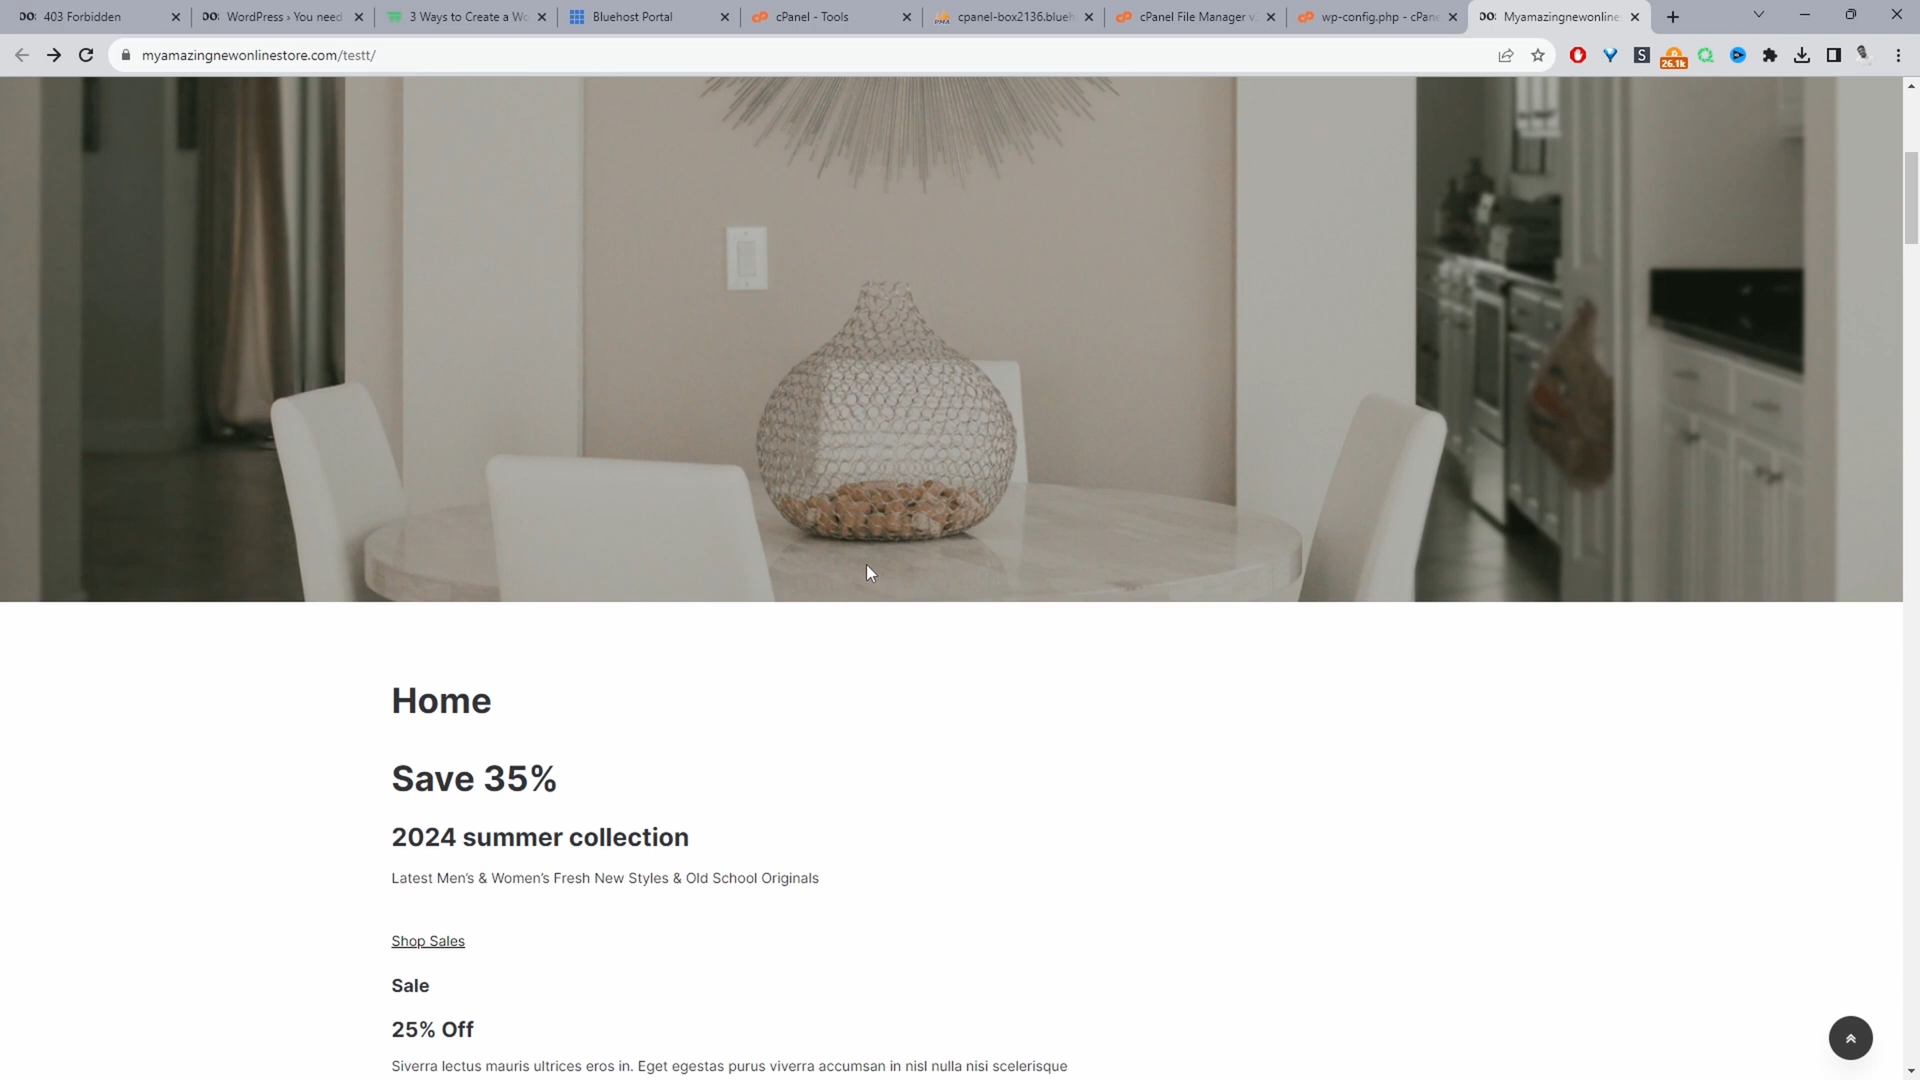 403 Forbidden
WordPress › You need
3 Ways to Create a Wo
Bluehost Portal
cPanel - Tools
cpanel-box2136.blueh
cPanel File Manager v
wp-config.php - cPane
Myamazingnewonline
myamazingnewonlinestore.com/testt/
S
26.1k
Home
Save 35%
2024 summer collection
Latest Men’s & Women’s Fresh New Styles & Old School Originals
Shop Sales
Sale
25% Off
Siverra lectus mauris ultrices eros in. Eget egestas purus viverra accumsan in nisl nulla nisi scelerisque